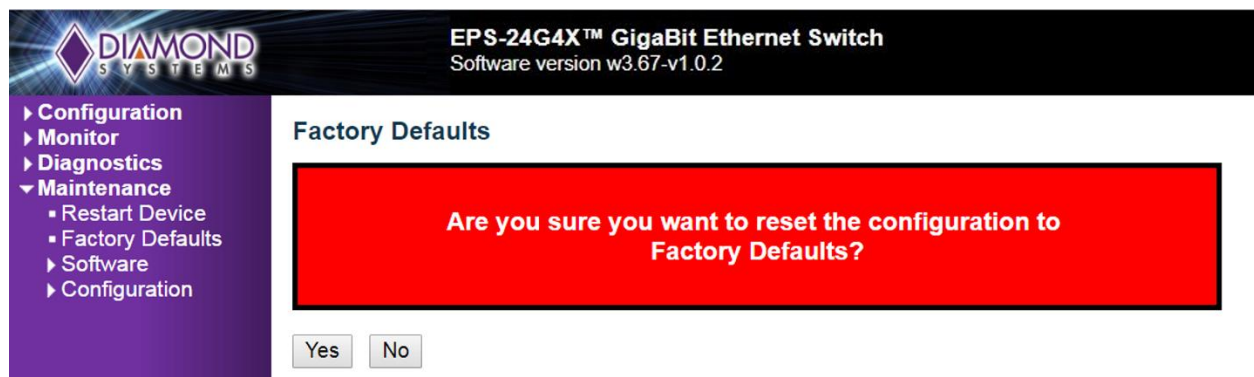 DIAMOND
SYSTEMS
EPS-24G4X™ GigaBit Ethernet Switch
Software version w3.67-v1.0.2
Configuration
Monitor
Diagnostics
Maintenance
Restart Device
Factory Defaults
Software
Configuration
Factory Defaults
Are you sure you want to reset the configuration to
Factory Defaults?
Yes No